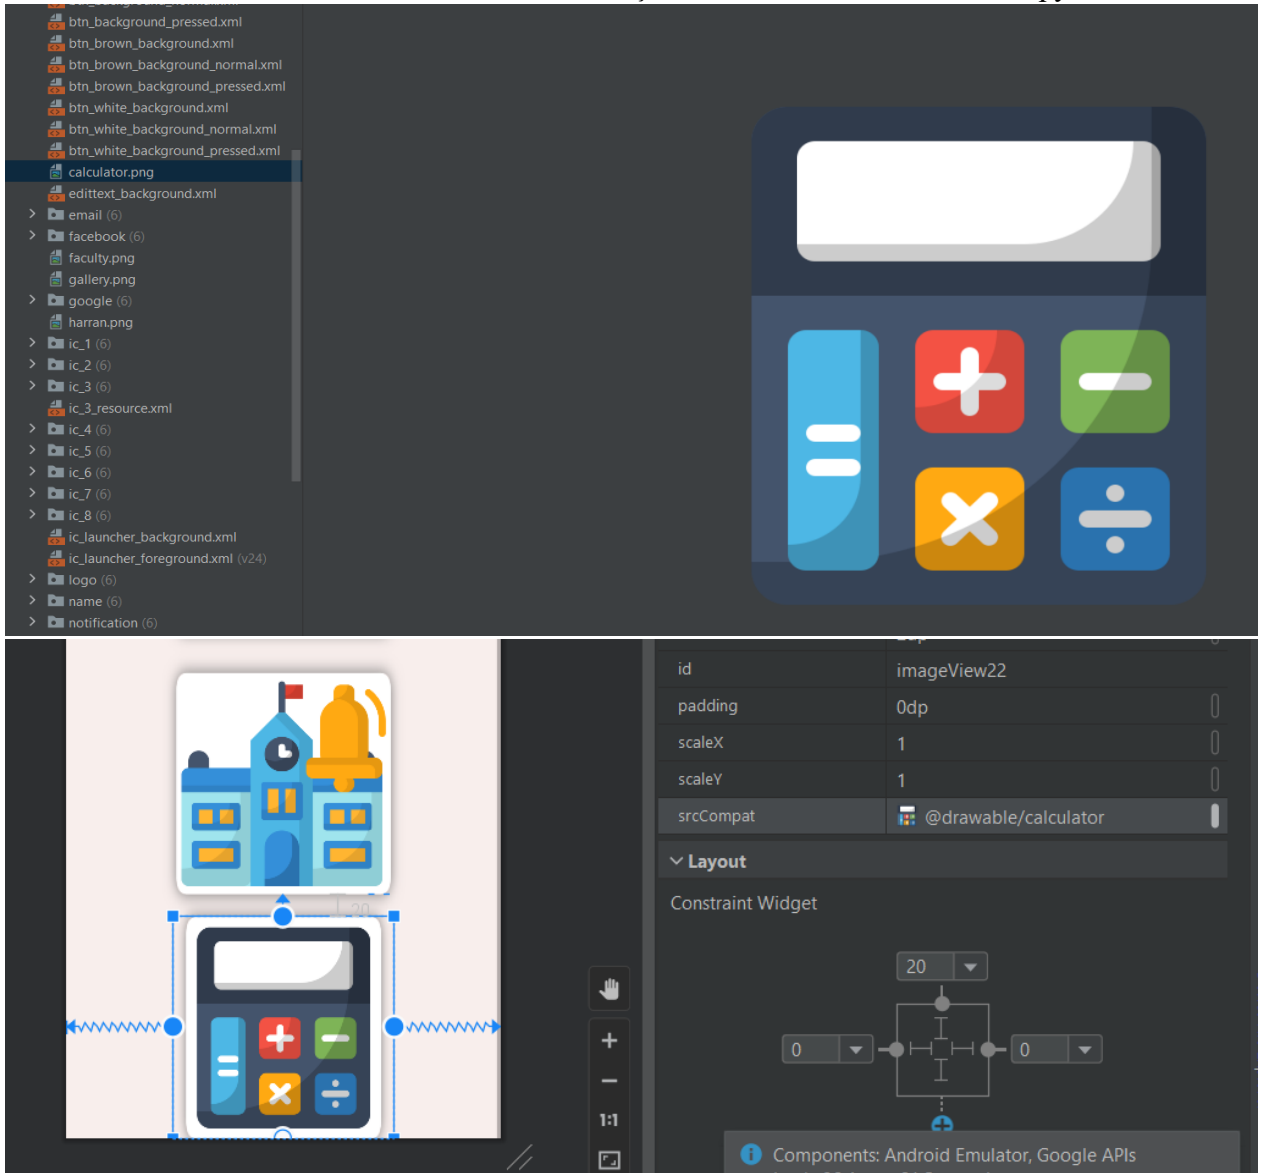 btn_background_normal.xml
btn_background_pressed.xml
btn_brown_background.xml
btn_brown_background_normal.xml
btn_brown_background_pressed.xml
btn_white_background.xml
btn_white_background_normal.xml
btn_white_background_pressed.xml
calculator.png
edittext_background.xml
email (6)
facebook (6)
faculty.png
gallery.png
google (6)
harran.png
ic_1 (6)
ic_2 (6)
ic_3 (6)
ic_3_resource.xml
ic_4 (6)
ic_5 (6)
ic_6 (6)
ic_7 (6)
ic_8 (6)
ic_launcher_background.xml
ic_launcher_foreground.xml (v24)
logo (6)
name (6)
notification (6)
20
id imageView22
padding 0dp
scaleX 1
scaleY 1
srcCompat @drawable/calculator
Layout
Constraint Widget
20
0 0
1:1
Components: Android Emulator, Google APIs